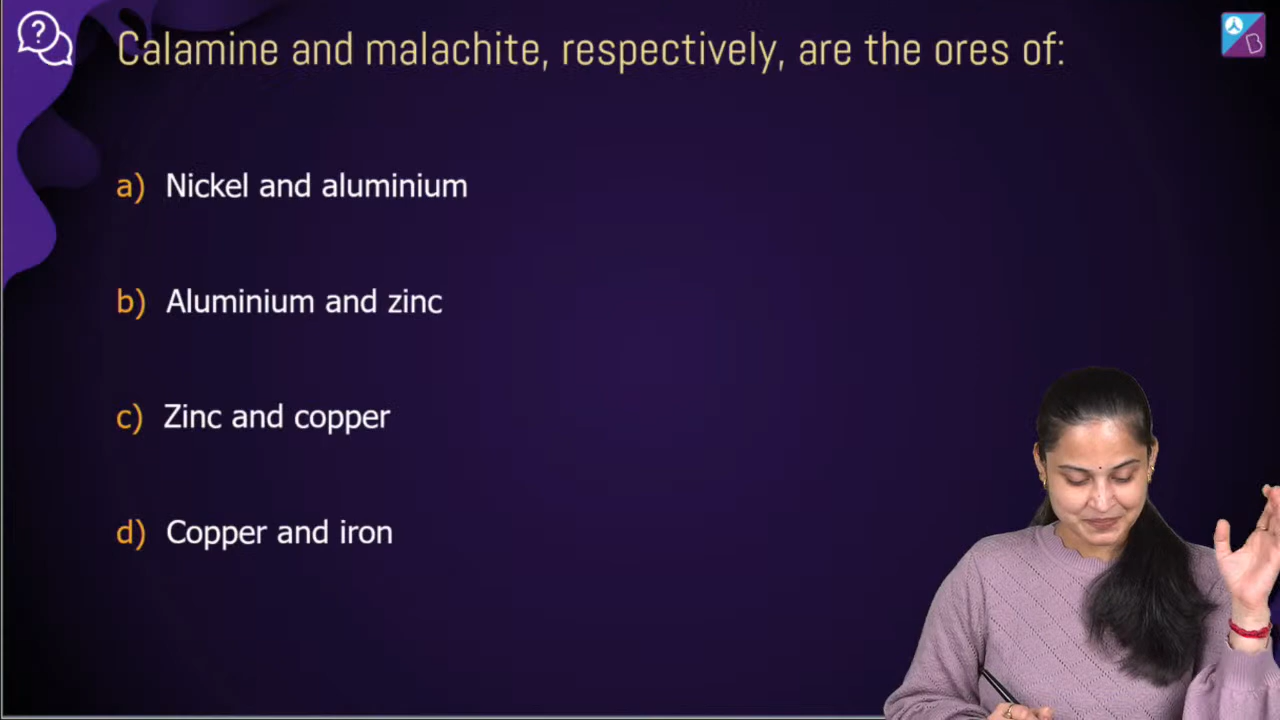 Calamine and malachite, respectively, are the ores of:
a) Nickel and aluminium
b) Aluminium and zinc
c) Zinc and copper
d) Copper and iron